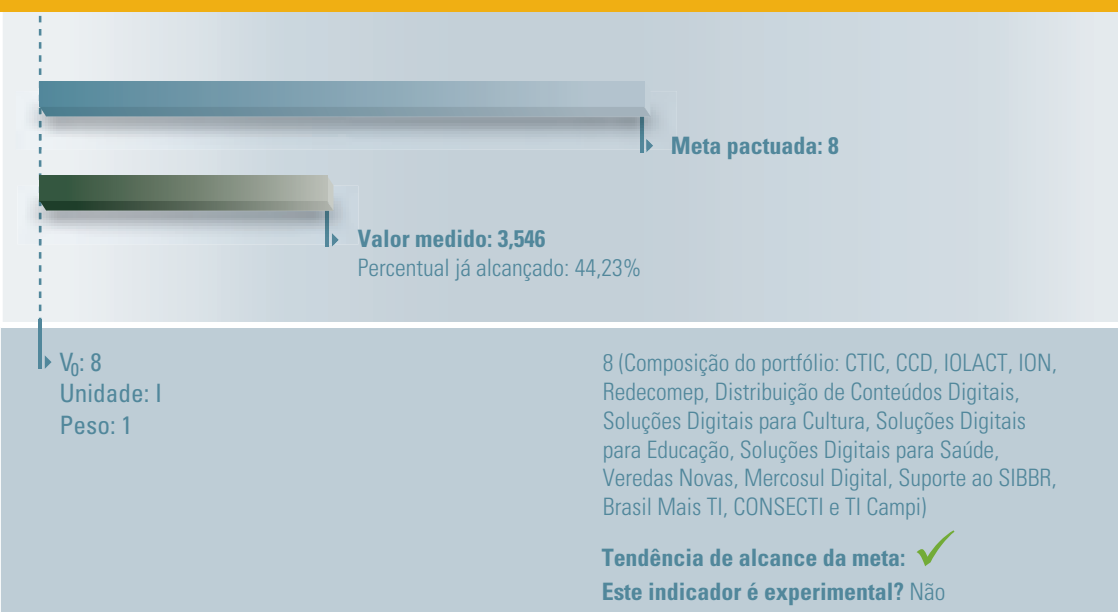 Meta pactuada: 8
Valor medido: 3,546
Percentual já alcançado: 44,23%
V0: 8
Unidade: I
Peso: 1
8 (Composição do portfólio: CTIC, CCD, IOLACT, ION,
Redecomep, Distribuição de Conteúdos Digitais,
Soluções Digitais para Cultura, Soluções Digitais
para Educação, Soluções Digitais para Saúde,
Veredas Novas, Mercosul Digital, Suporte ao SIBBR,
Brasil Mais TI, CONSECTI e TI Campi)
Tendência de alcance da meta:
Este indicador é experimental? Não